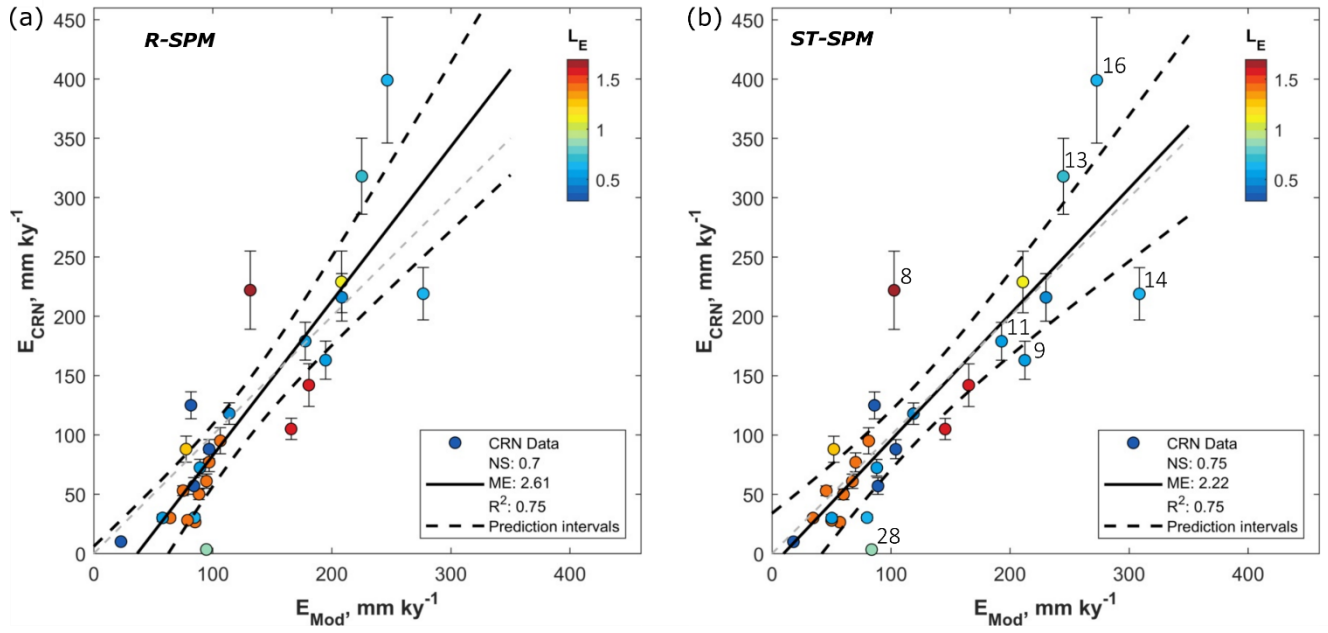 (a)
R-SPM
L_E
1.5
1
0.5
450
400
350
300
250
200
150
100
50
0
E_CRN, mm ky⁻¹
CRN Data
NS: 0.7
ME: 2.61
R²: 0.75
Prediction intervals
0 100 200 300 400
E_Mod, mm ky⁻¹
(b)
ST-SPM
L_E
1.5
1
0.5
450
400
350
300
250
200
150
100
50
0
E_CRN, mm ky⁻¹
16
13
8
14
11
9
28
CRN Data
NS: 0.75
ME: 2.22
R²: 0.75
Prediction intervals
0 100 200 300 400
E_Mod, mm ky⁻¹